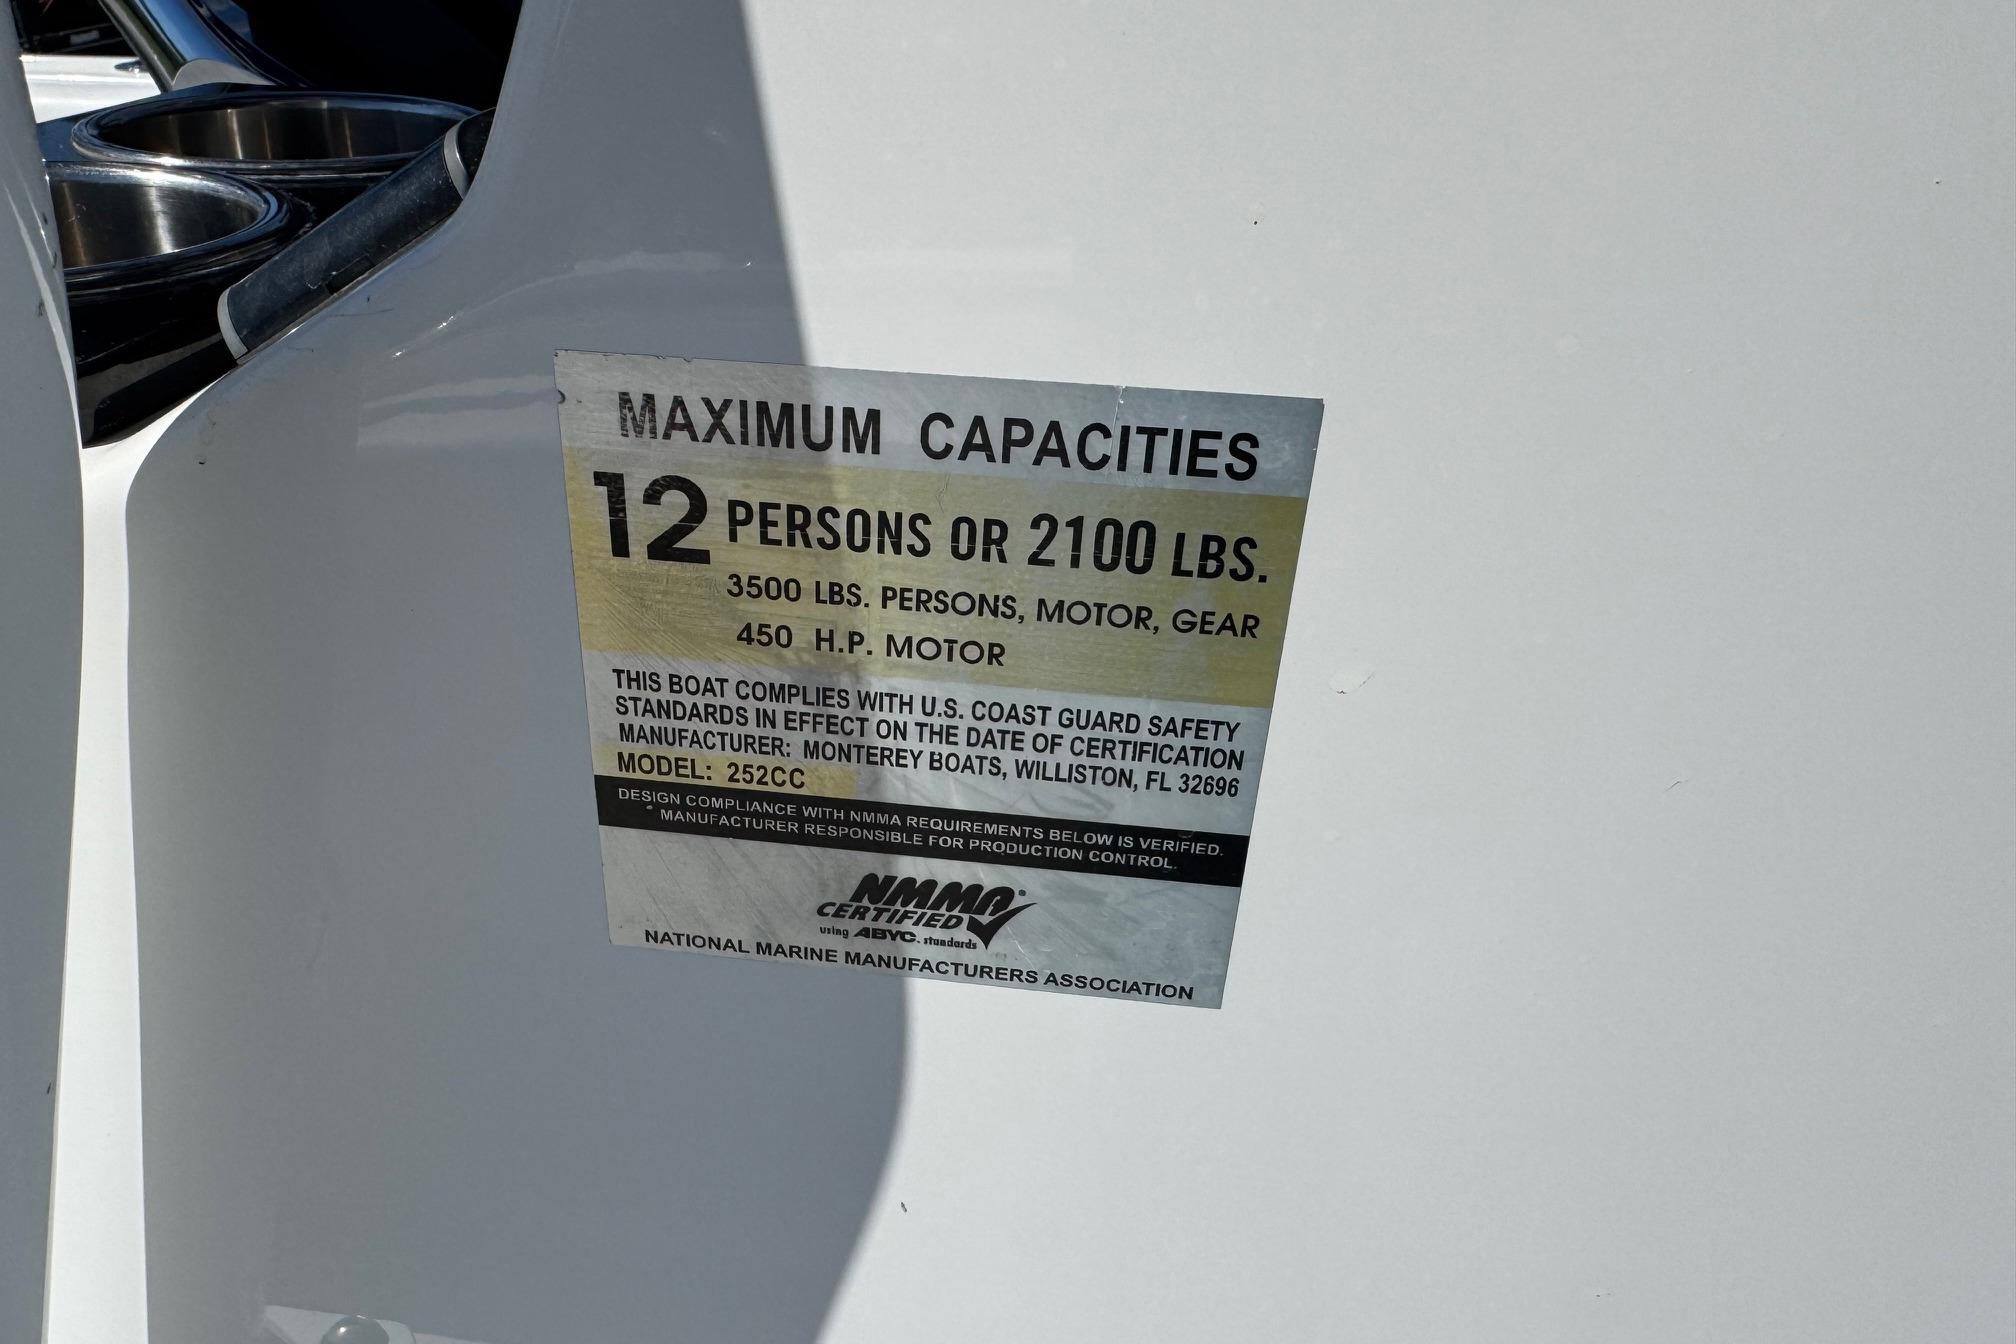 MAXIMUM CAPACITIES
12 PERSONS OR 2100 LBS.
3500 LBS. PERSONS, MOTOR, GEAR
450 H.P. MOTOR
THIS BOAT COMPLIES WITH U.S. COAST GUARD SAFETY
STANDARDS IN EFFECT ON THE DATE OF CERTIFICATION
MANUFACTURER: MONTEREY BOATS, WILLISTON, FL 32696
MODEL: 252CC
DESIGN COMPLIANCE WITH NMMA REQUIREMENTS BELOW IS VERIFIED.
MANUFACTURER RESPONSIBLE FOR PRODUCTION CONTROL.
NMMA®
CERTIFIED
using ABYC. standards
NATIONAL MARINE MANUFACTURERS ASSOCIATION